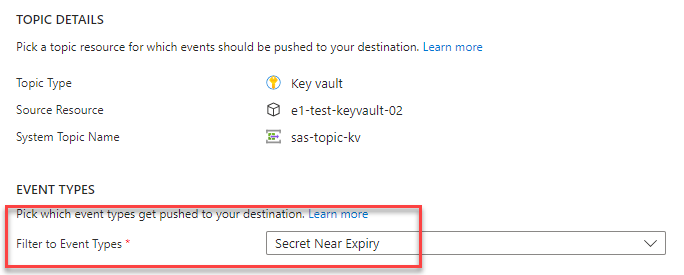 TOPIC DETAILS
Pick a topic resource for which events should be pushed to your destination. Learn more
Topic Type Key vault
Source Resource e1-test-keyvault-02
System Topic Name sas-topic-kv
EVENT TYPES
Pick which event types get pushed to your destination. Learn more
Filter to Event Types * Secret Near Expiry